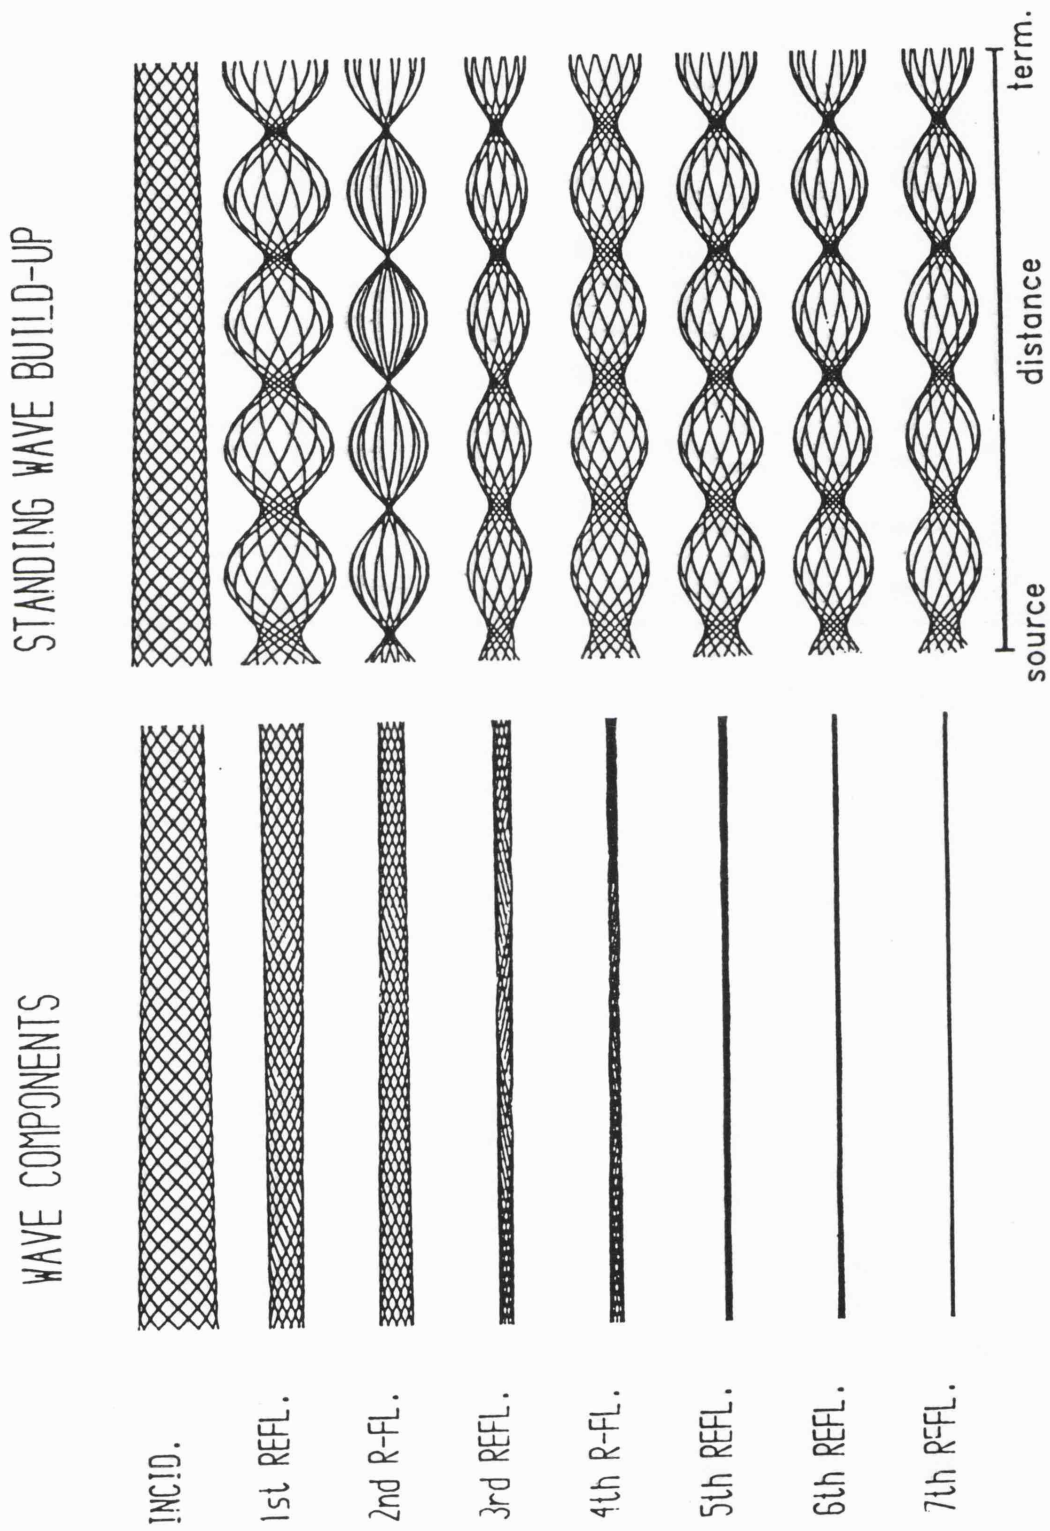 WAVE COMPONENTS
STANDING WAVE BUILD-UP
INCID.
1st REFL.
2nd R-FL.
3rd REFL.
4th R-FL.
5th REFL.
6th REFL.
7th R-FL.
source
distance
term.